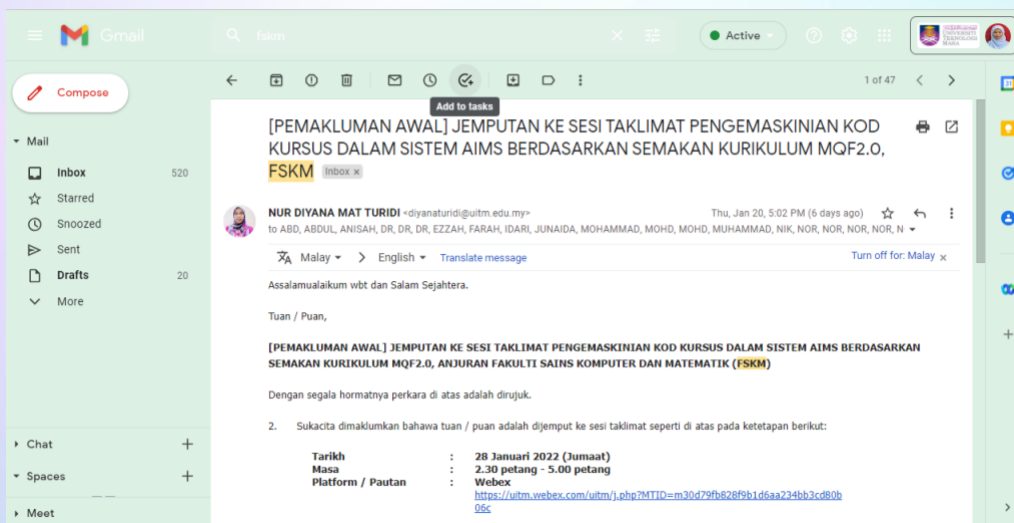 Gmail
fskm
Active
UNIVERSITI
TEKNOLOGI
MARA
Compose
1 of 47
Add to tasks
Mail
Inbox 520
Starred
Snoozed
Sent
Drafts 20
More
Chat
Spaces
Meet
[PEMAKLUMAN AWAL] JEMPUTAN KE SESI TAKLIMAT PENGEMASKINIAN KOD
KURSUS DALAM SISTEM AIMS BERDASARKAN SEMAKAN KURIKULUM MQF2.0,
FSKM Inbox x
NUR DIYANA MAT TURIDI <diyanaturidi@uitm.edu.my> Thu, Jan 20, 5:02 PM (6 days ago)
to ABD, ABDUL, ANISAH, DR, DR, DR, EZZAH, FARAH, IDARI, JUNAIDA, MOHAMMAD, MOHD, MOHD, MUHAMMAD, NIK, NOR, NOR, NOR, NOR, N
Malay > English Translate message Turn off for: Malay x
Assalamualaikum wbt dan Salam Sejahtera.
Tuan / Puan,
[PEMAKLUMAN AWAL] JEMPUTAN KE SESI TAKLIMAT PENGEMASKINIAN KOD KURSUS DALAM SISTEM AIMS BERDASARKAN
SEMAKAN KURIKULUM MQF2.0, ANJURAN FAKULTI SAINS KOMPUTER DAN MATEMATIK (FSKM)
Dengan segala hormatnya perkara di atas adalah dirujuk.
2. Sukacita dimaklumkan bahawa tuan / puan adalah dijemput ke sesi taklimat seperti di atas pada ketetapan berikut:
Tarikh : 28 Januari 2022 (Jumaat)
Masa : 2.30 petang - 5.00 petang
Platform / Pautan : Webex
https://uitm.webex.com/uitm/j.php?MTID=m30d79fb828f9b1d6aa234bb3cd80b
06c